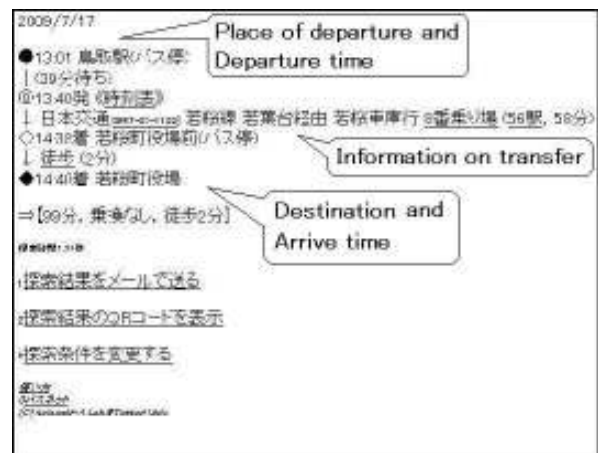 2009/7/17
Place of departure and
Departure time
●13:01 鳥取駅(バス停)
↓(39分待ち)
◎13:40発 《時刻表》
↓ 日本交通 若桜線 若葉台経由 若桜車庫行 8番乗り場 (56駅, 58分)
◇14:38着 若桜町役場前(バス停)
↓ 徒歩 (2分)
Information on transfer
◆14:40着 若桜町役場
Destination and
Arrive time
⇒【99分, 乗換なし, 徒歩2分】
探索結果をメールで送る
探索結果のQRコードを表示
探索条件を変更する